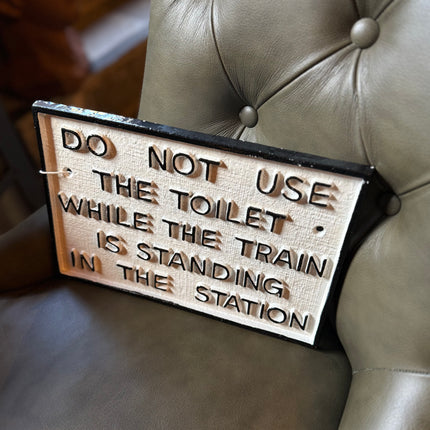 DO NOT USE
THE TOILET
WHILE THE TRAIN
IS STANDING
IN THE STATION